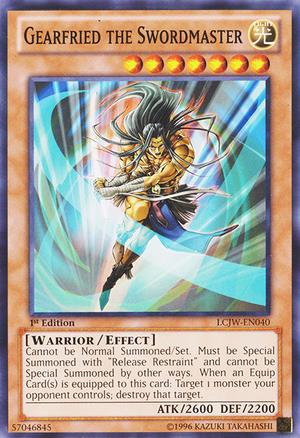 GEARFRIED THE SWORDMASTER
LIGHT
光
1st Edition
LCJW-EN040
[WARRIOR / EFFECT]
Cannot be Normal Summoned/Set. Must be Special
Summoned with "Release Restraint" and cannot be
Special Summoned by other ways. When an Equip
Card(s) is equipped to this card: Target 1 monster your
opponent controls; destroy that target.
ATK/2600 DEF/2200
57046845
©1996 KAZUKI TAKAHASHI